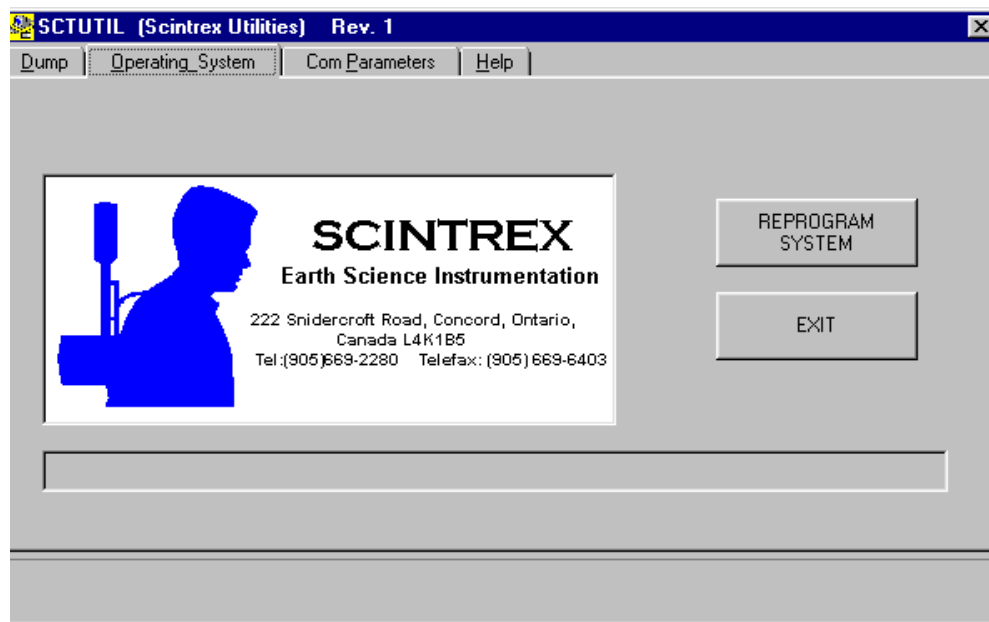 SCTUTIL (Scintrex Utilities) Rev. 1
Dump Operating_System Com Parameters Help
SCINTREX
Earth Science Instrumentation
222 Snidercroft Road, Concord, Ontario,
Canada L4K1B5
Tel:(905)669-2280 Telefax: (905) 669-6403
REPROGRAM
SYSTEM
EXIT